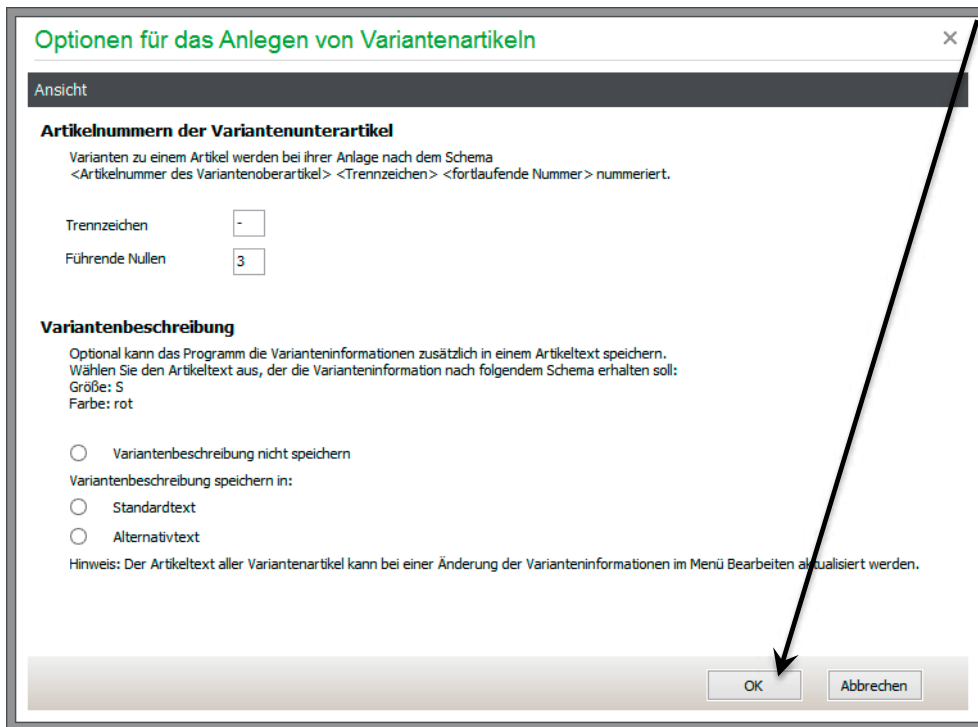 Optionen für das Anlegen von Variantenartikeln
Ansicht
Artikelnummern der Variantenunterartikel
Varianten zu einem Artikel werden bei ihrer Anlage nach dem Schema
<Artikelnummer des Variantenoberartikel> <Trennzeichen> <fortlaufende Nummer> nummeriert.
Trennzeichen -
Führende Nullen 3
Variantenbeschreibung
Optional kann das Programm die Varianteninformationen zusätzlich in einem Artikeltext speichern.
Wählen Sie den Artikeltext aus, der die Varianteninformation nach folgendem Schema erhalten soll:
Größe: S
Farbe: rot
Variantenbeschreibung nicht speichern
Variantenbeschreibung speichern in:
Standardtext
Alternativtext
Hinweis: Der Artikeltext aller Variantenartikel kann bei einer Änderung der Varianteninformationen im Menü Bearbeiten aktualisiert werden.
OK Abbrechen